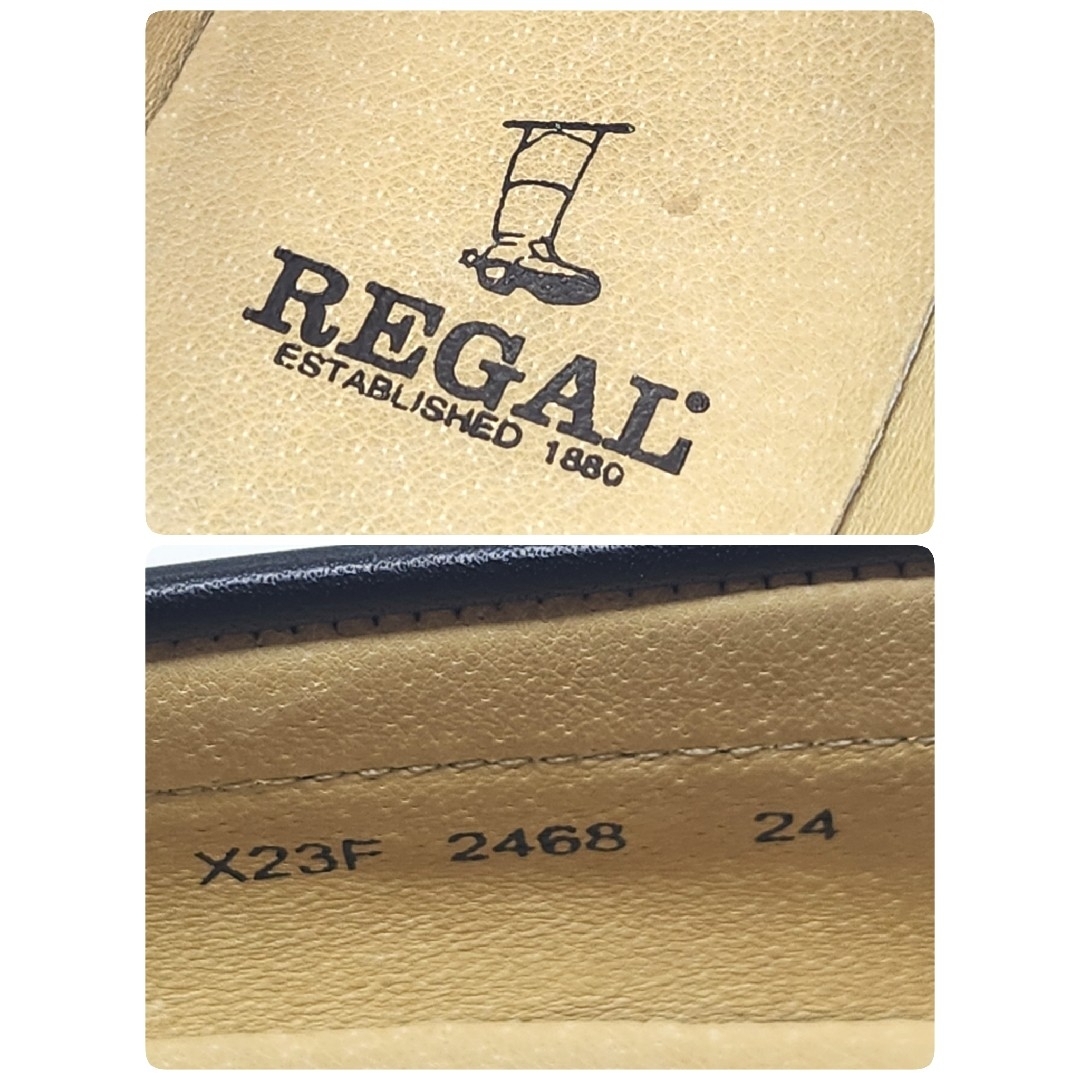 REGAL®
ESTABLISHED 1880
X23F 2468 24